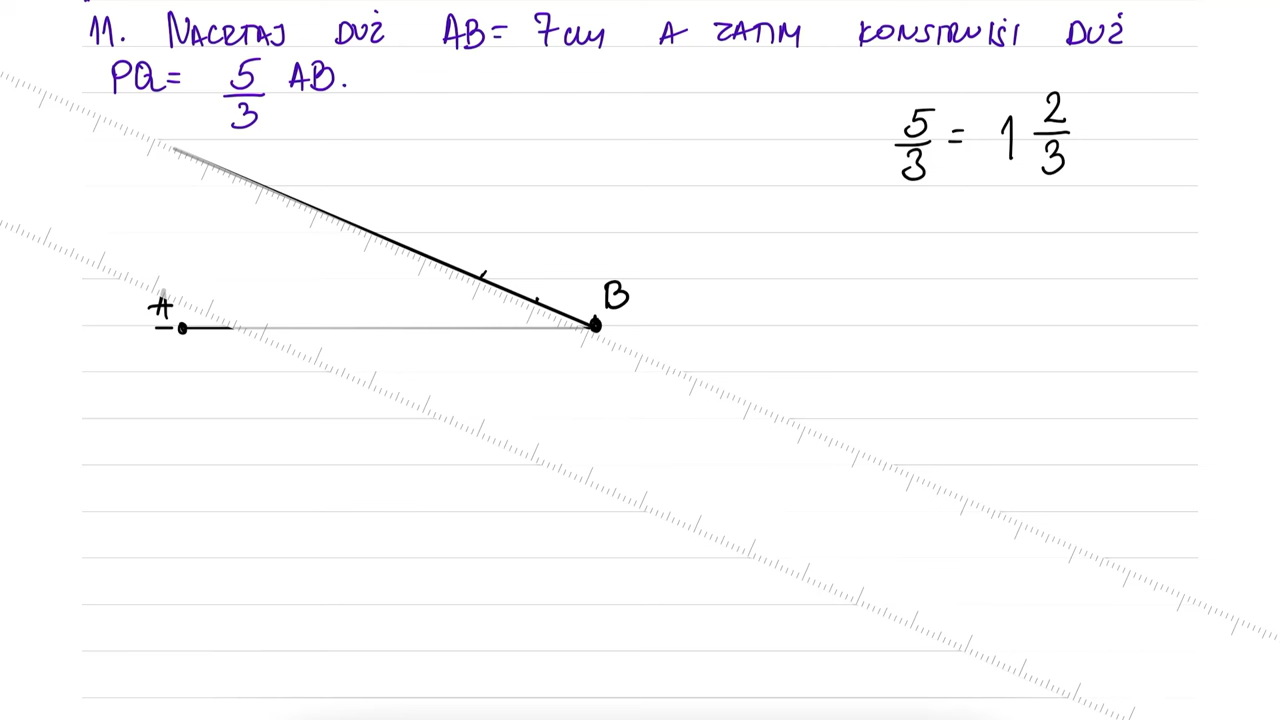 11. NACRTAJ DUŽ AB= 7cm A ZATIM KONSTRUIŠI DUŽ
PQ= 5/3 AB.
5/3 = 1 2/3
A
B